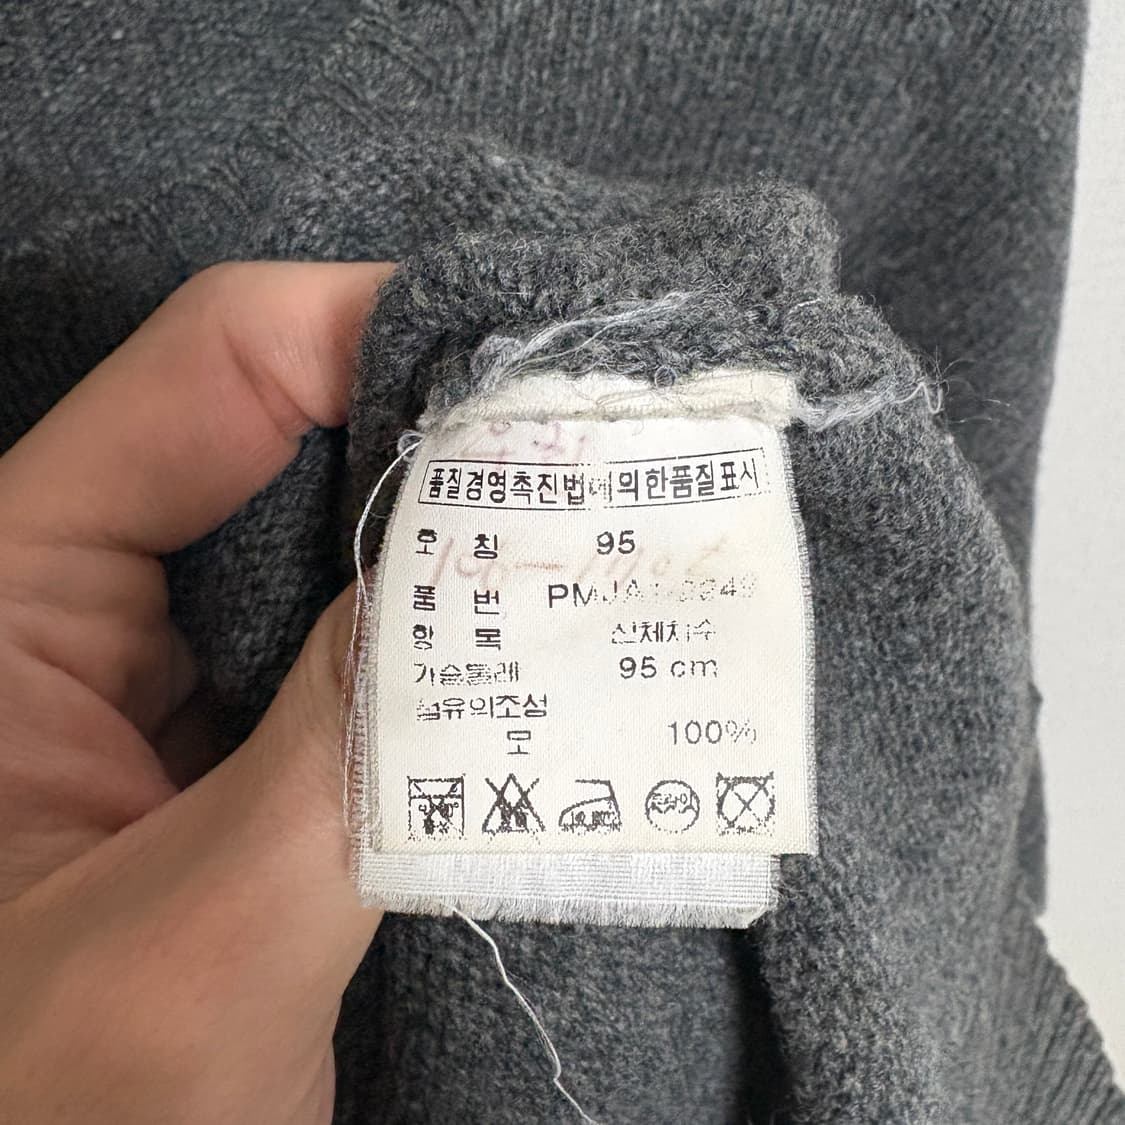 품질경영촉진법에의한품질표시
호 칭 95
품 번
항 목 신체치수
가슴둘레 95 cm
섬유의조성
모 100%